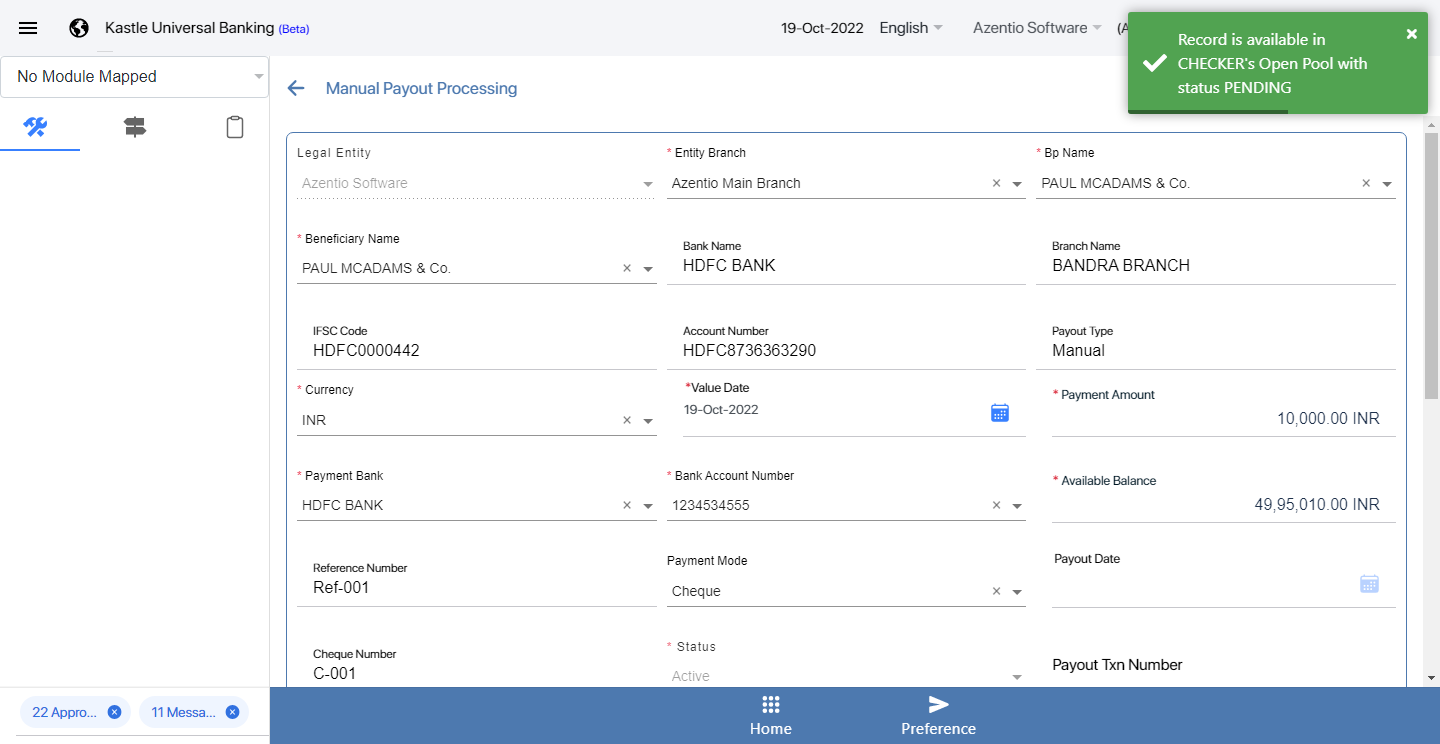 Kastle Universal Banking (Beta)
19-Oct-2022
English
Azentio Software
Record is available in
CHECKER's Open Pool with
status PENDING
No Module Mapped
Manual Payout Processing
Legal Entity
Azentio Software
* Entity Branch
Azentio Main Branch
* Bp Name
PAUL MCADAMS & Co.
* Beneficiary Name
PAUL MCADAMS & Co.
Bank Name
HDFC BANK
Branch Name
BANDRA BRANCH
IFSC Code
HDFC0000442
Account Number
HDFC8736363290
Payout Type
Manual
* Currency
INR
*Value Date
19-Oct-2022
* Payment Amount
10,000.00 INR
* Payment Bank
HDFC BANK
* Bank Account Number
1234534555
* Available Balance
49,95,010.00 INR
Reference Number
Ref-001
Payment Mode
Cheque
Payout Date
Cheque Number
C-001
* Status
Active
Payout Txn Number
22 Appro...
11 Messa...
Home
Preference